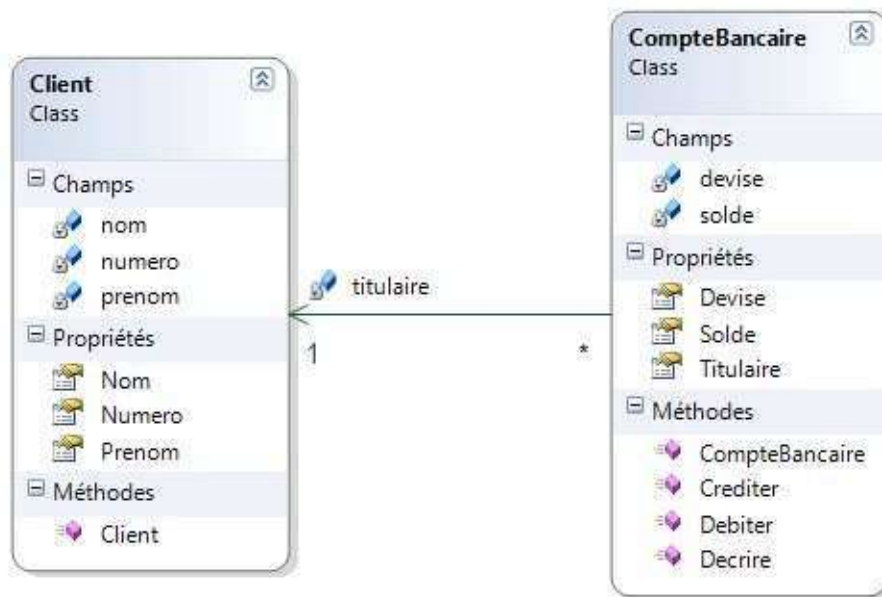 Client
Class
Champs
nom
numero
prenom
Propriétés
Nom
Numero
Prenom
Méthodes
Client
titulaire
1
*
CompteBancaire
Class
Champs
devise
solde
Propriétés
Devise
Solde
Titulaire
Méthodes
CompteBancaire
Crediter
Debiter
Decrire